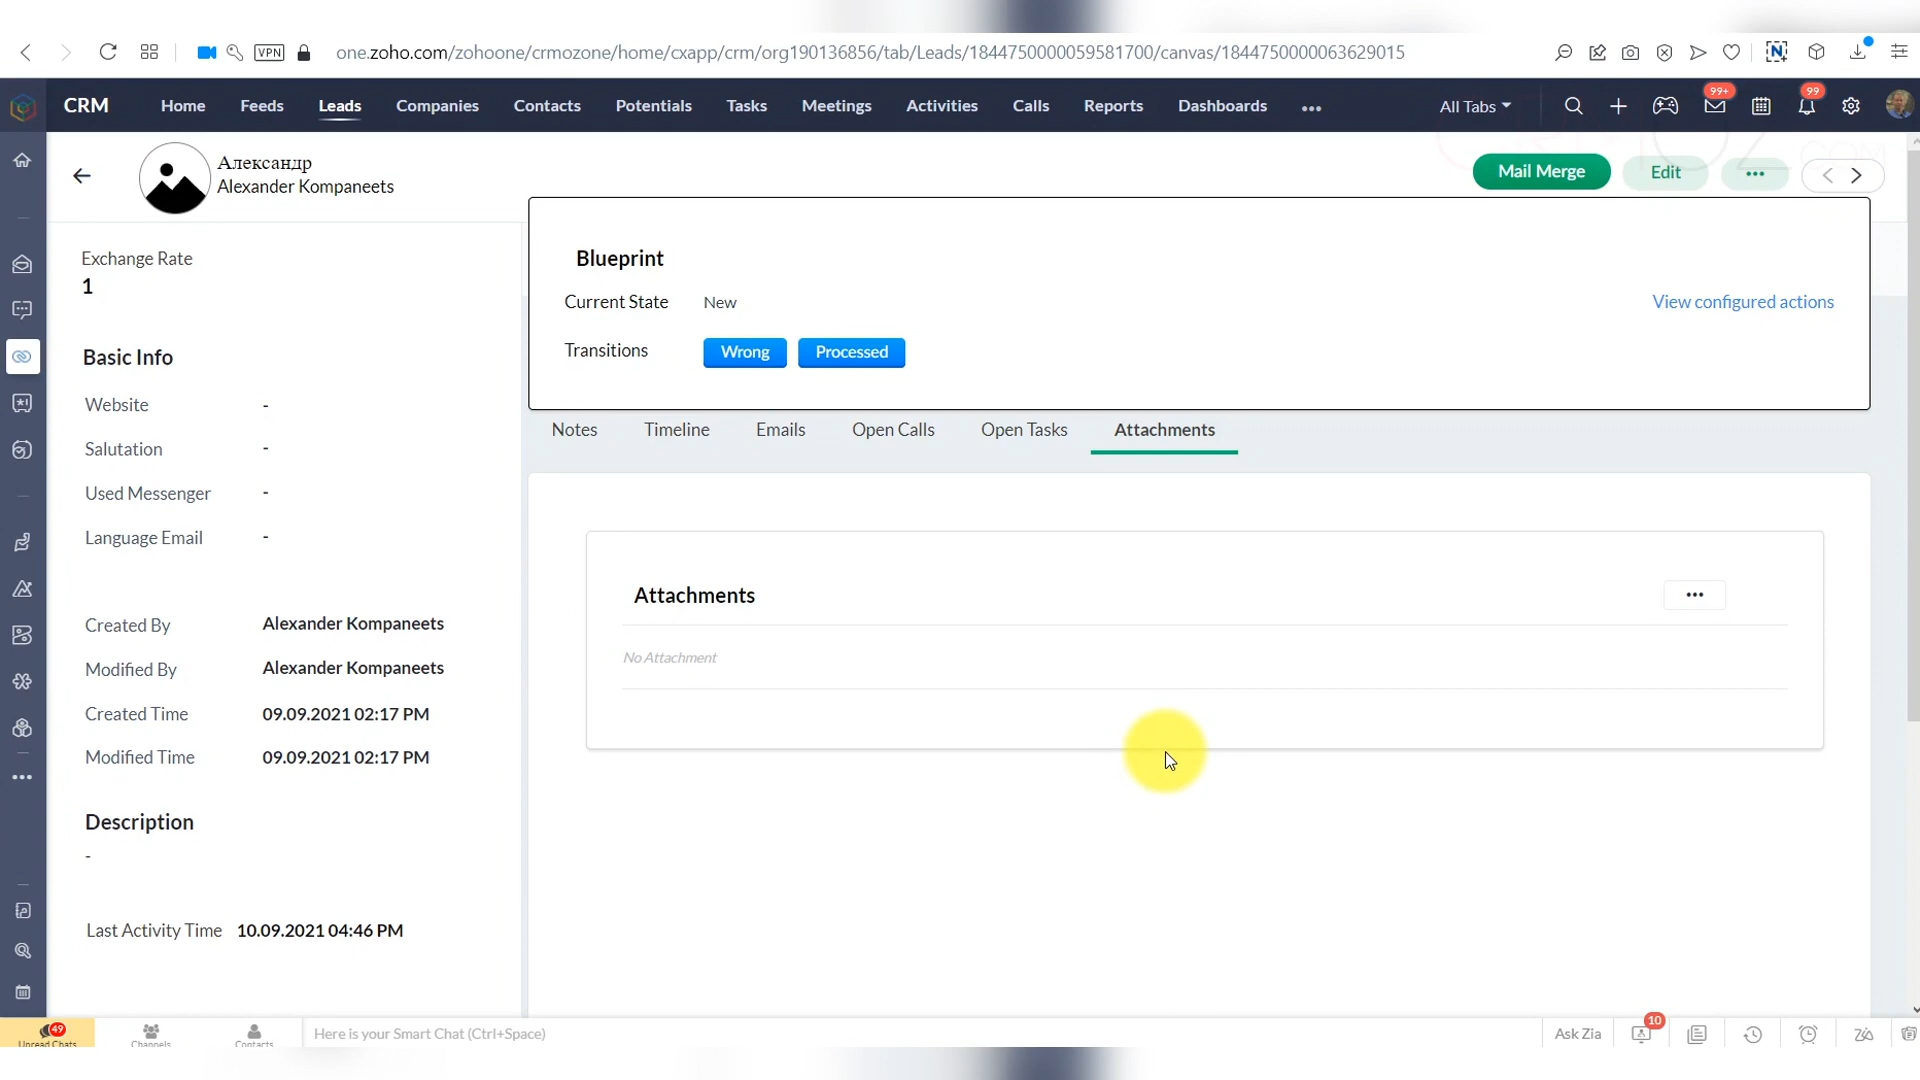 VPN
one.zoho.com/zohoone/crmozone/home/cxapp/crm/org190136856/tab/Leads/1844750000059581700/canvas/1844750000063629015
CRM Home Feeds Leads Companies Contacts Potentials Tasks Meetings Activities Calls Reports Dashboards ••• All Tabs 99+ 99
Александр
Alexander Kompaneets
Mail Merge Edit •••
Exchange Rate
1
Blueprint
Current State New View configured actions
Transitions Wrong Processed
Basic Info
Website -
Salutation -
Used Messenger -
Language Email -
Created By Alexander Kompaneets
Modified By Alexander Kompaneets
Created Time 09.09.2021 02:17 PM
Modified Time 09.09.2021 02:17 PM
Description
-
Last Activity Time 10.09.2021 04:46 PM
Notes Timeline Emails Open Calls Open Tasks Attachments
Attachments •••
No Attachment
49
Unread Chats Channels Contacts Here is your Smart Chat (Ctrl+Space) Ask Zia 10